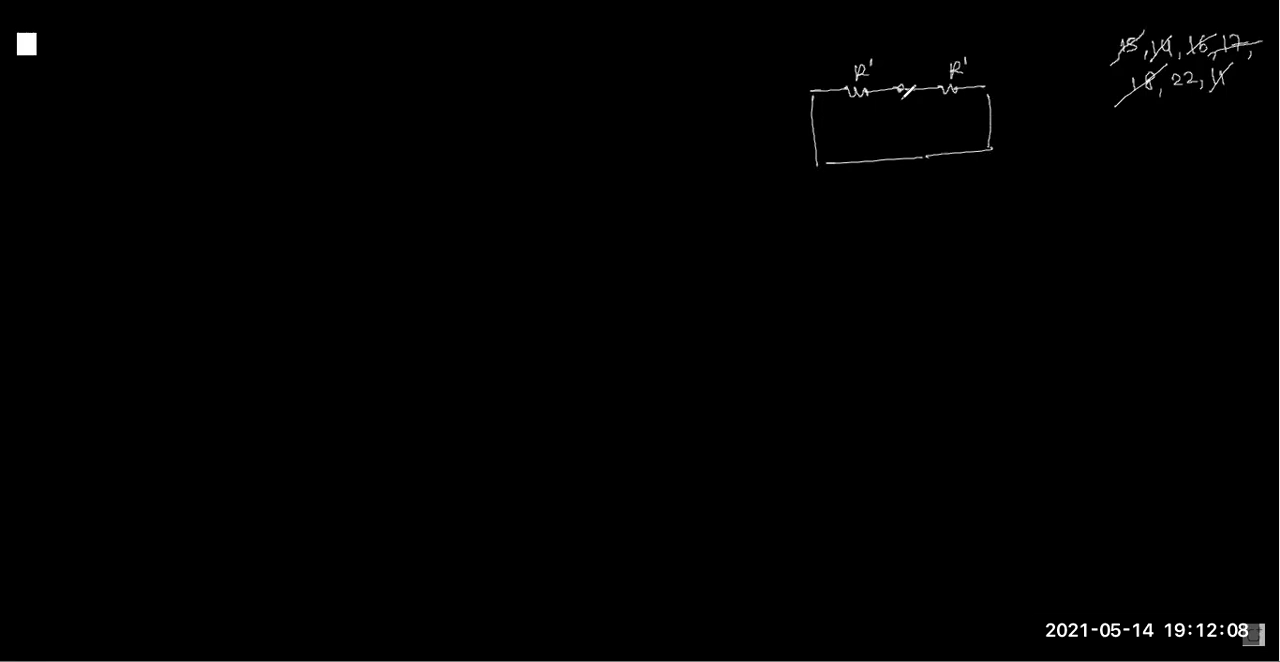 15, 14, 16, 17,
18, 22, 11
R' R'
2021-05-14 19:12:08